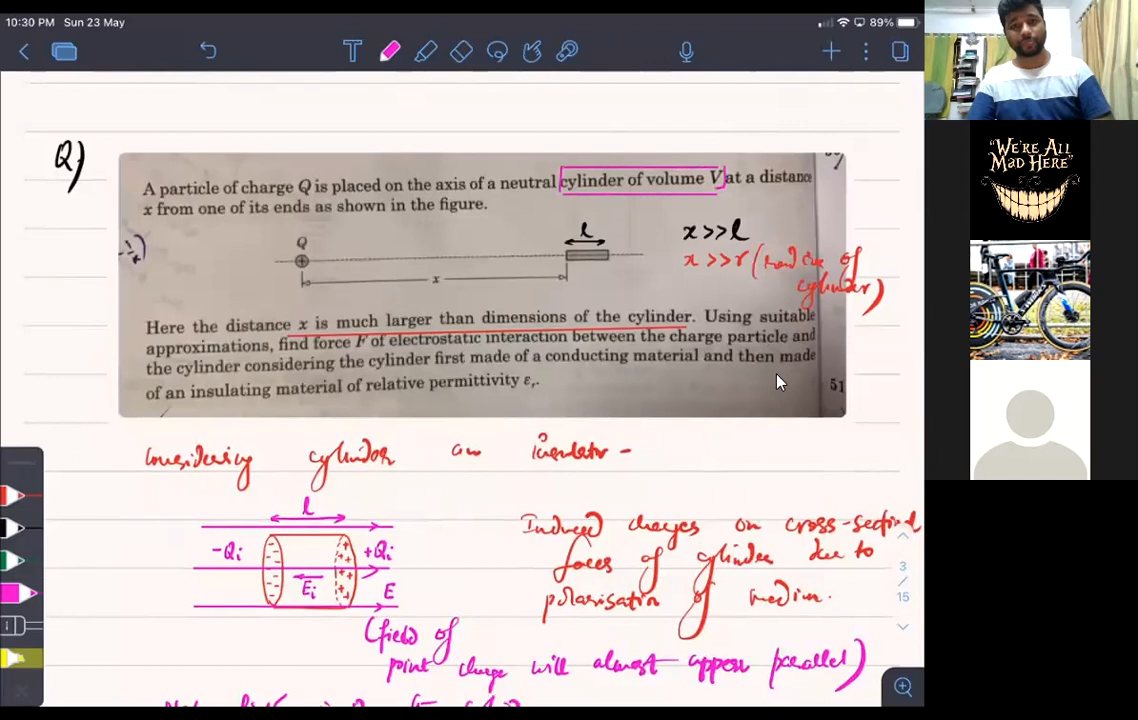 10:30 PM Sun 23 May
89%
"WE'RE ALL
MAD HERE"
Q)
A particle of charge Q is placed on the axis of a neutral cylinder of volume V at a distance
x from one of its ends as shown in the figure.
Q
l
x
x>>l
x>>r (radius of
cylinder)
Here the distance x is much larger than dimensions of the cylinder. Using suitable
approximations, find force F of electrostatic interaction between the charge particle and
the cylinder considering the cylinder first made of a conducting material and then made
of an insulating material of relative permittivity εr.
51
Considering cylinder as insulator -
l
-Qi
+Qi
Ei
E
Induced charges on cross-sectional
faces of cylinder due to
polarisation of medium.
(field of
point charge will almost appear parallel)
3
/
15